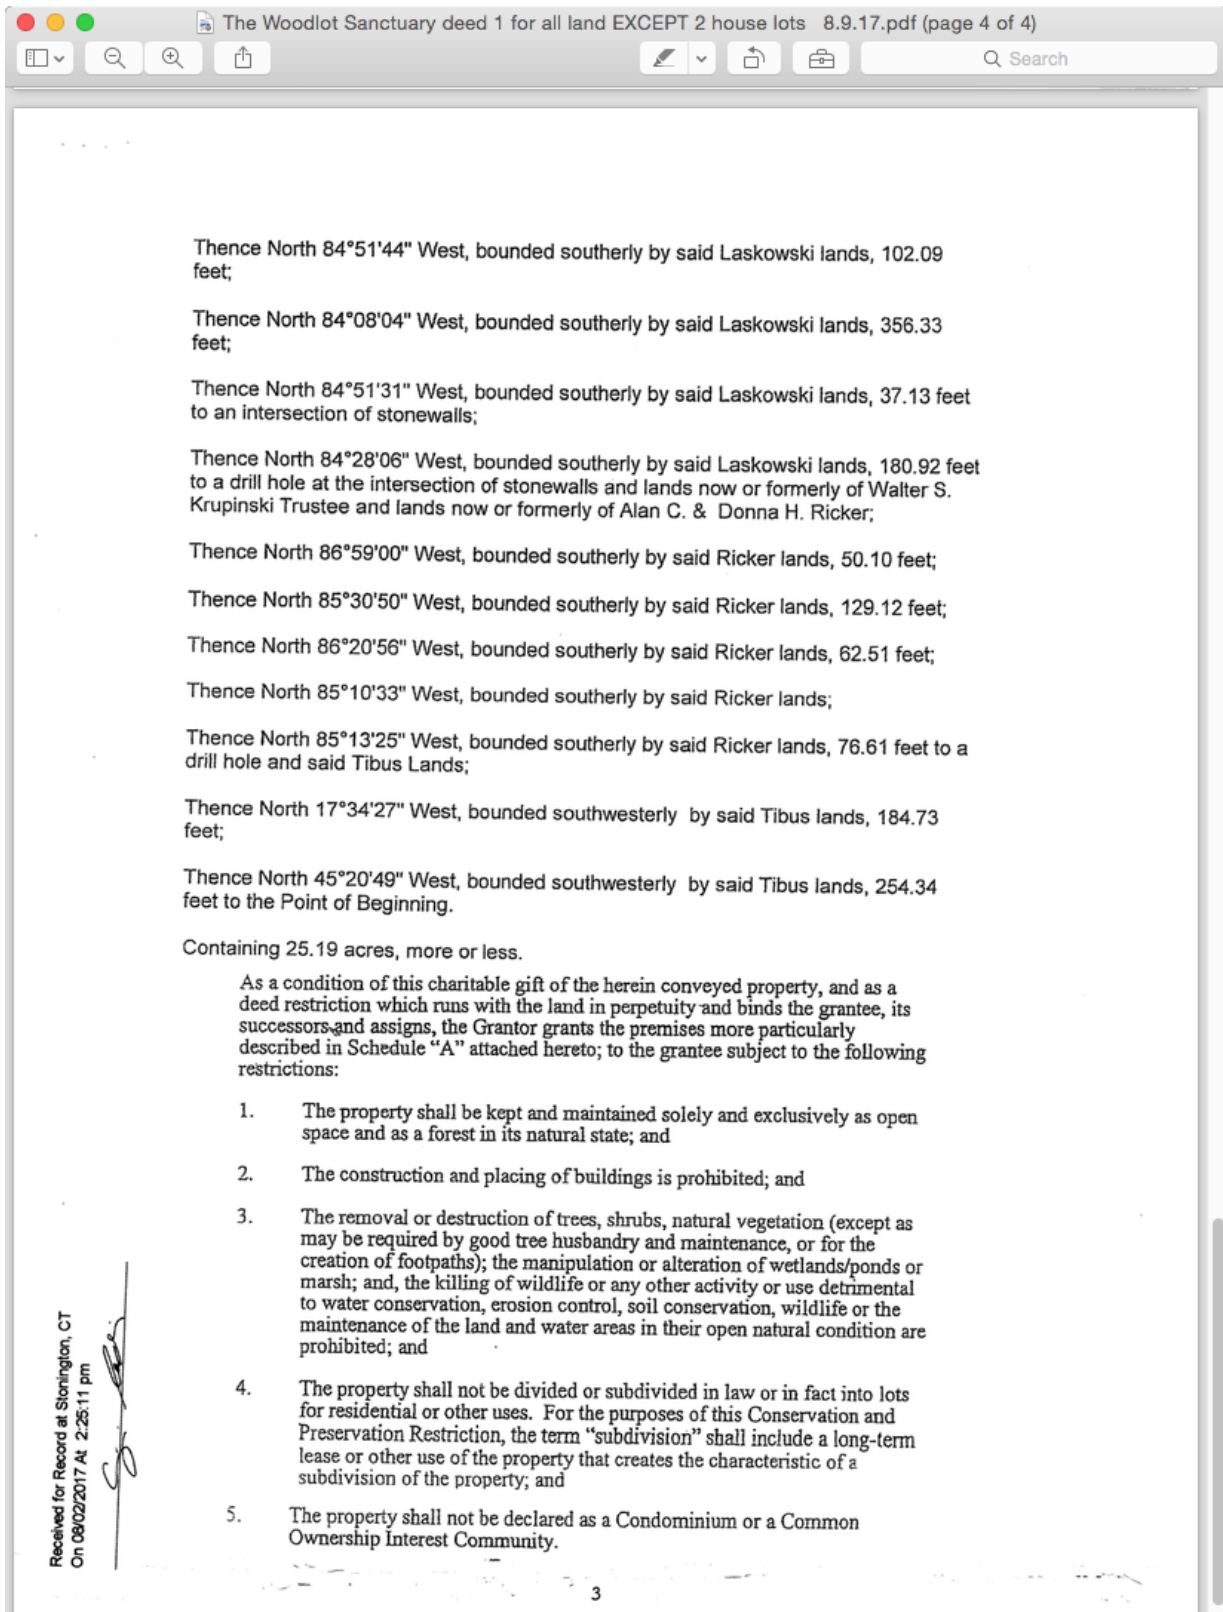 The Woodlot Sanctuary deed 1 for all land EXCEPT 2 house lots   8.9.17.pdf (page 4 of 4)
Search
Thence North 84°51'44" West, bounded southerly by said Laskowski lands, 102.09
feet;
Thence North 84°08'04" West, bounded southerly by said Laskowski lands, 356.33
feet;
Thence North 84°51'31" West, bounded southerly by said Laskowski lands, 37.13 feet
to an intersection of stonewalls;
Thence North 84°28'06" West, bounded southerly by said Laskowski lands, 180.92 feet
to a drill hole at the intersection of stonewalls and lands now or formerly of Walter S.
Krupinski Trustee and lands now or formerly of Alan C. &  Donna H. Ricker;
Thence North 86°59'00" West, bounded southerly by said Ricker lands, 50.10 feet;
Thence North 85°30'50" West, bounded southerly by said Ricker lands, 129.12 feet;
Thence North 86°20'56" West, bounded southerly by said Ricker lands, 62.51 feet;
Thence North 85°10'33" West, bounded southerly by said Ricker lands;
Thence North 85°13'25" West, bounded southerly by said Ricker lands, 76.61 feet to a
drill hole and said Tibus Lands;
Thence North 17°34'27" West, bounded southwesterly  by said Tibus lands, 184.73
feet;
Thence North 45°20'49" West, bounded southwesterly  by said Tibus lands, 254.34
feet to the Point of Beginning.
Containing 25.19 acres, more or less.
As a condition of this charitable gift of the herein conveyed property, and as a
deed restriction which runs with the land in perpetuity and binds the grantee, its
successors and assigns, the Grantor grants the premises more particularly
described in Schedule “A” attached hereto; to the grantee subject to the following
restrictions:
1. The property shall be kept and maintained solely and exclusively as open
space and as a forest in its natural state; and
2. The construction and placing of buildings is prohibited; and
3. The removal or destruction of trees, shrubs, natural vegetation (except as
may be required by good tree husbandry and maintenance, or for the
creation of footpaths); the manipulation or alteration of wetlands/ponds or
marsh; and, the killing of wildlife or any other activity or use detrimental
to water conservation, erosion control, soil conservation, wildlife or the
maintenance of the land and water areas in their open natural condition are
prohibited; and
4. The property shall not be divided or subdivided in law or in fact into lots
for residential or other uses.  For the purposes of this Conservation and
Preservation Restriction, the term “subdivision” shall include a long-term
lease or other use of the property that creates the characteristic of a
subdivision of the property; and
5. The property shall not be declared as a Condominium or a Common
Ownership Interest Community.
Received for Record at Stonington, CT
On 08/02/2017 At  2:25:11 pm
3